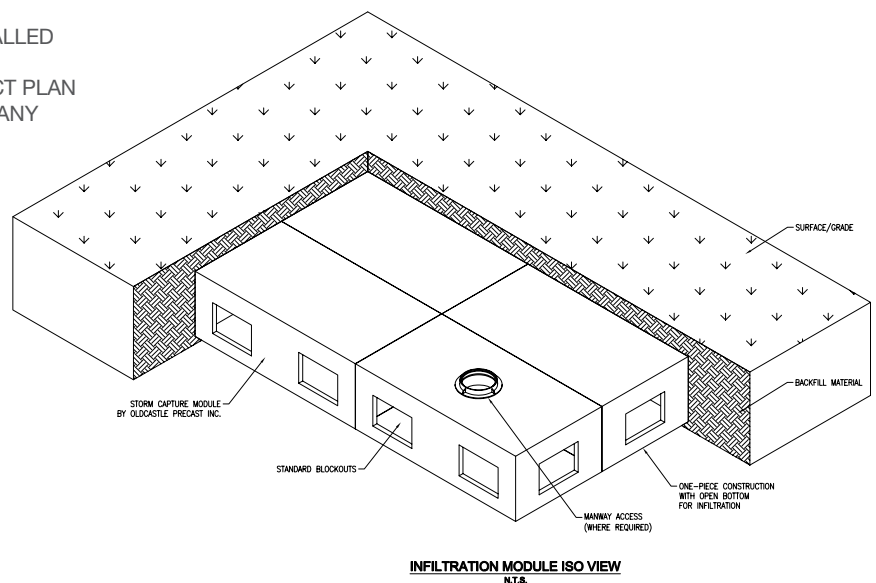 ALLED
CT PLAN
ANY
SURFACE/GRADE
BACKFILL MATERIAL
STORM CAPTURE MODULE
BY OLDCASTLE PRECAST INC.
STANDARD BLOCKOUTS
ONE-PIECE CONSTRUCTION
WITH OPEN BOTTOM
FOR INFILTRATION
MANWAY ACCESS
(WHERE REQUIRED)
INFILTRATION MODULE ISO VIEW
N.T.S.